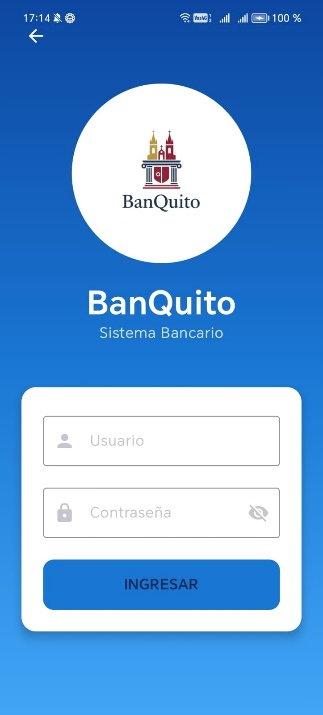 17:14 100 %
BanQuito
BanQuito
Sistema Bancario
Usuario
Contraseña
INGRESAR